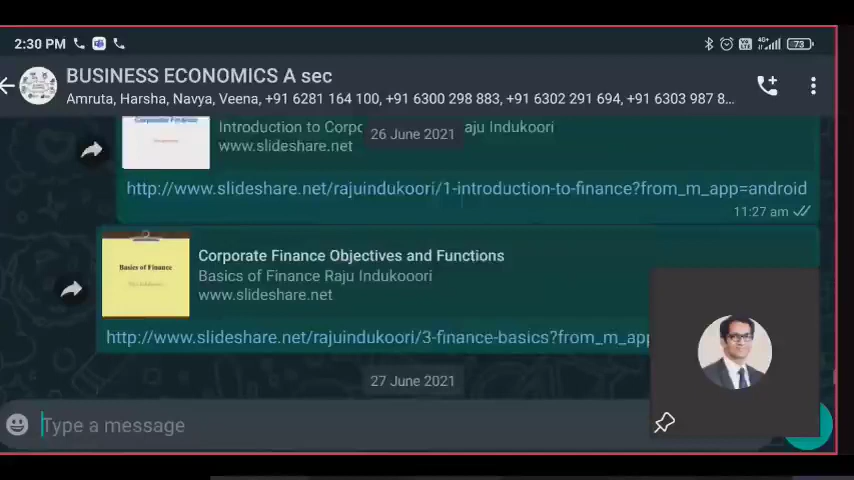 2:30 PM
73
BUSINESS ECONOMICS A sec
Amruta, Harsha, Navya, Veena, +91 6281 164 100, +91 6300 298 883, +91 6302 291 694, +91 6303 987 8...
Corporate Finance
Introduction to Corpo
26 June 2021
aju Indukoori
www.slideshare.net
http://www.slideshare.net/rajuindukoori/1-introduction-to-finance?from_m_app=android
11:27 am
Basics of Finance
Corporate Finance Objectives and Functions
Basics of Finance Raju Indukooori
www.slideshare.net
http://www.slideshare.net/rajuindukoori/3-finance-basics?from_m_app
27 June 2021
Type a message